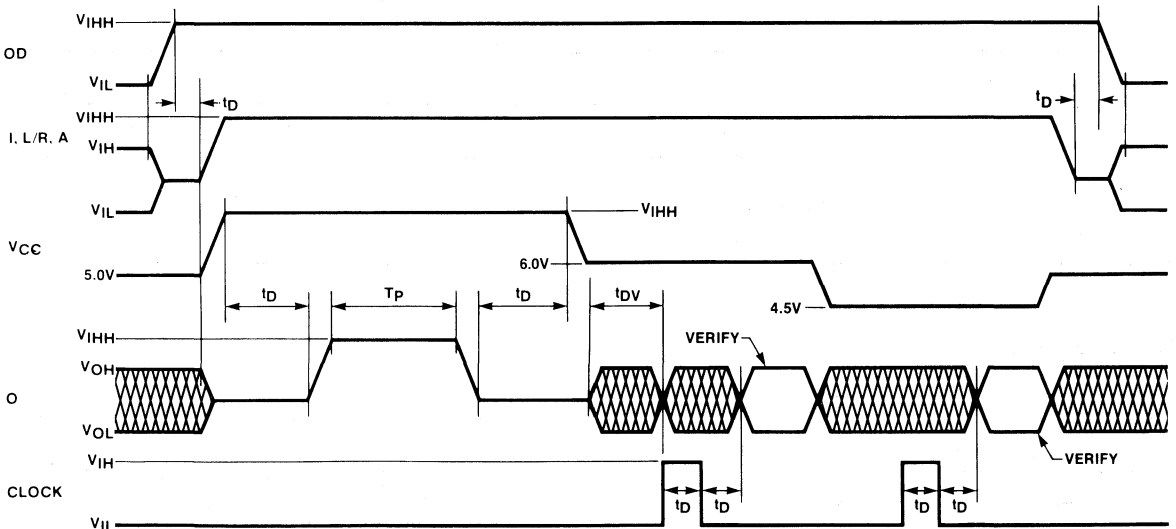 VIHH
OD
VIL
tD
tD
VIHH
I, L/R, A
VIH
VIL
VIHH
VCC
6.0V
5.0V
tD
TP
tD
tDV
4.5V
VIHH
VERIFY
VOH
O
VOL
VIH
VERIFY
CLOCK
tD
tD
tD
tD
VIL